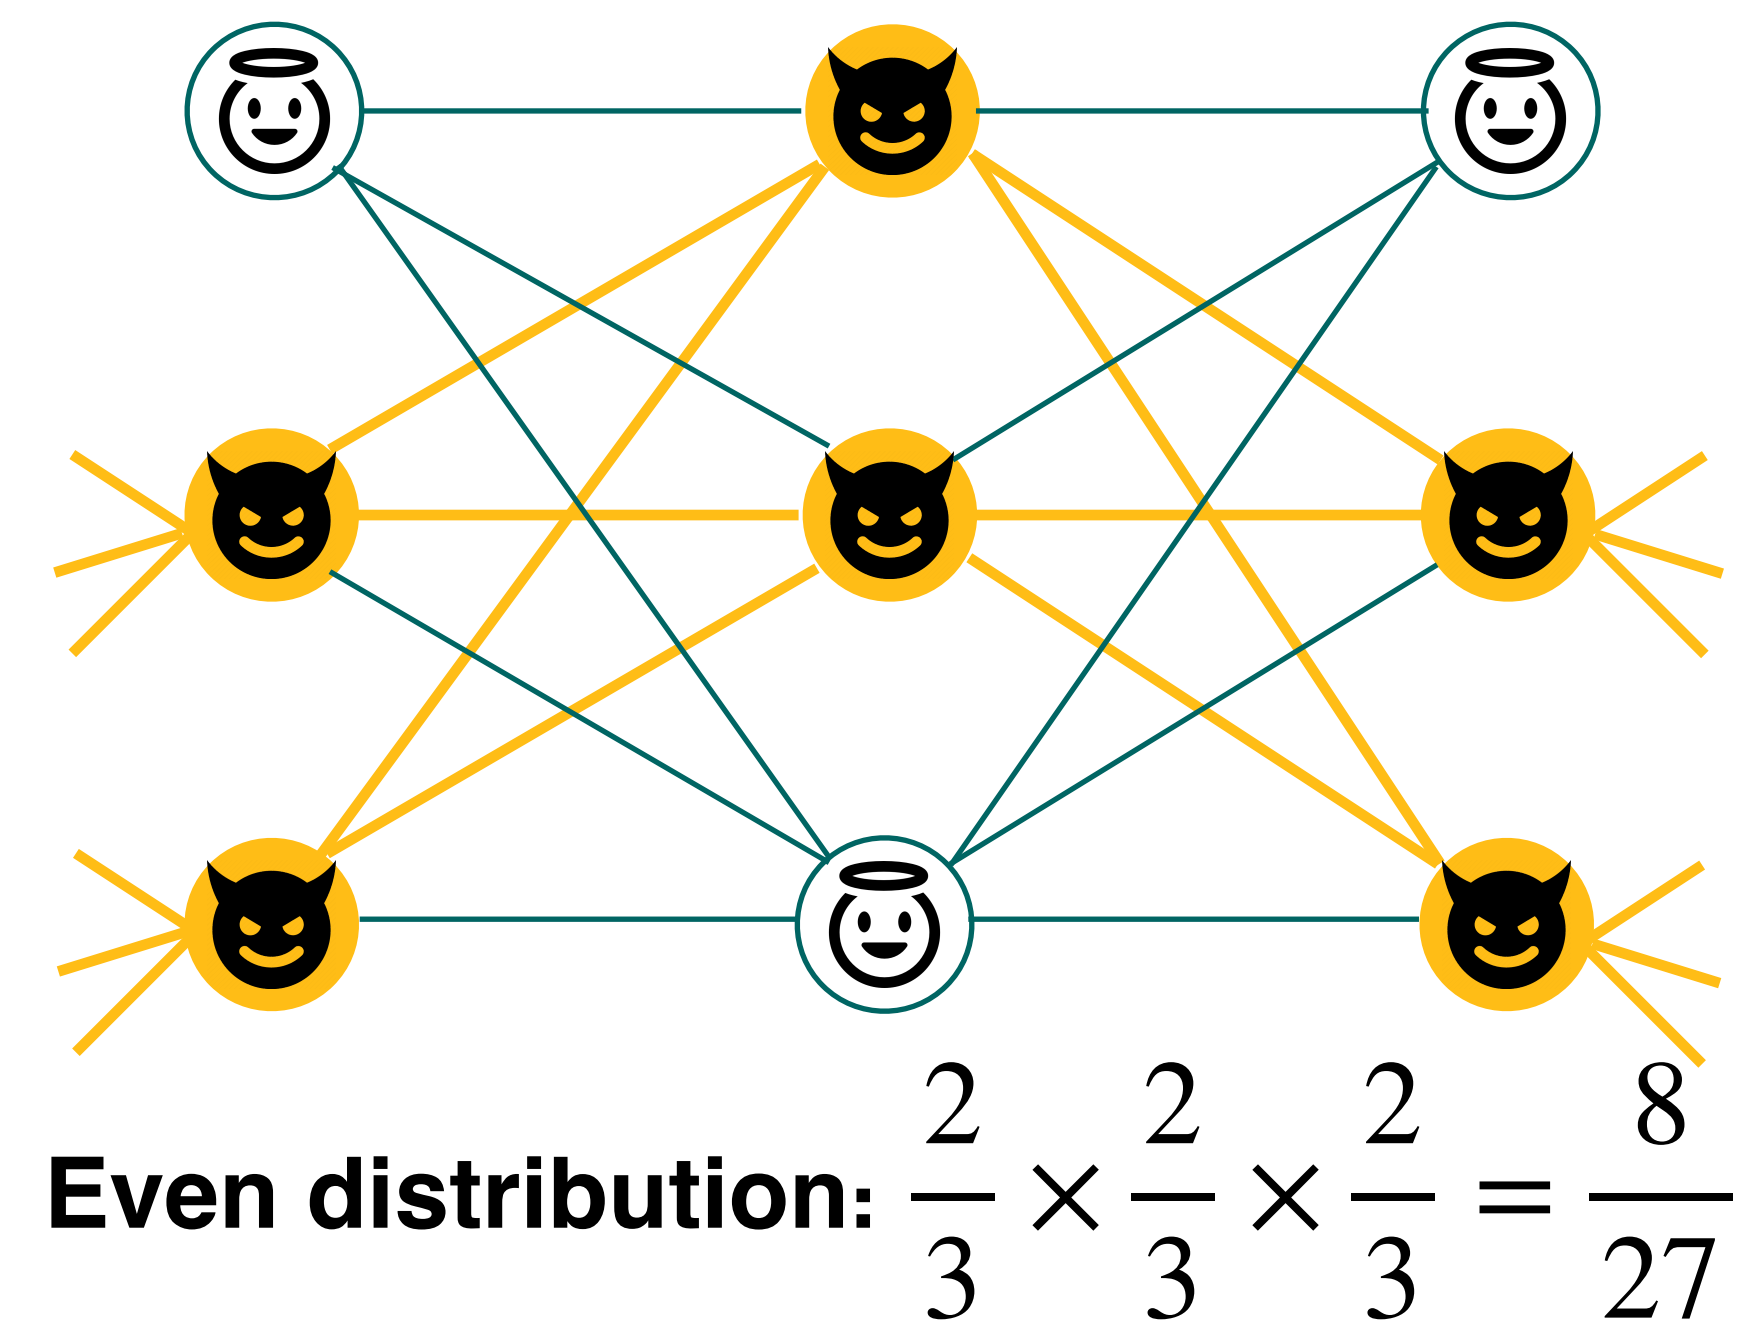 Even distribution: 2/3 × 2/3 × 2/3 = 8/27